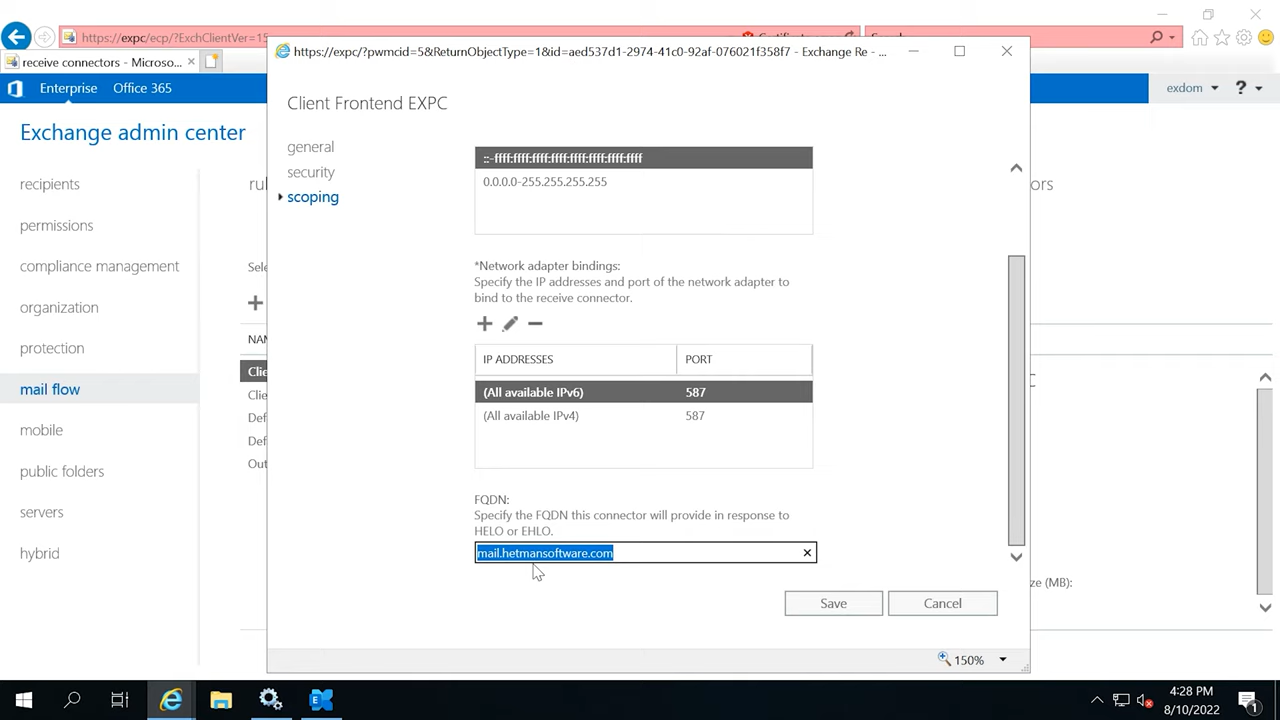 https://expc/ecp/?ExchClientVer=15
https://expc/?pwmcid=5&ReturnObjectType=1&id=aed537d1-2974-41c0-92af-076021f358f7 - Exchange Re - ...
receive connectors - Microso...
Enterprise Office 365
exdom ?
Exchange admin center
Client Frontend EXPC
recipients
permissions
compliance management
organization
protection
mail flow
mobile
public folders
servers
hybrid
general
security
scoping
::-ffff:ffff:ffff:ffff:ffff:ffff:ffff:ffff
0.0.0.0-255.255.255.255
*Network adapter bindings:
Specify the IP addresses and port of the network adapter to
bind to the receive connector.
IP ADDRESSES PORT
(All available IPv6) 587
(All available IPv4) 587
FQDN:
Specify the FQDN this connector will provide in response to
HELO or EHLO.
mail.hetmansoftware.com
Save Cancel
150%
4:28 PM
8/10/2022
1